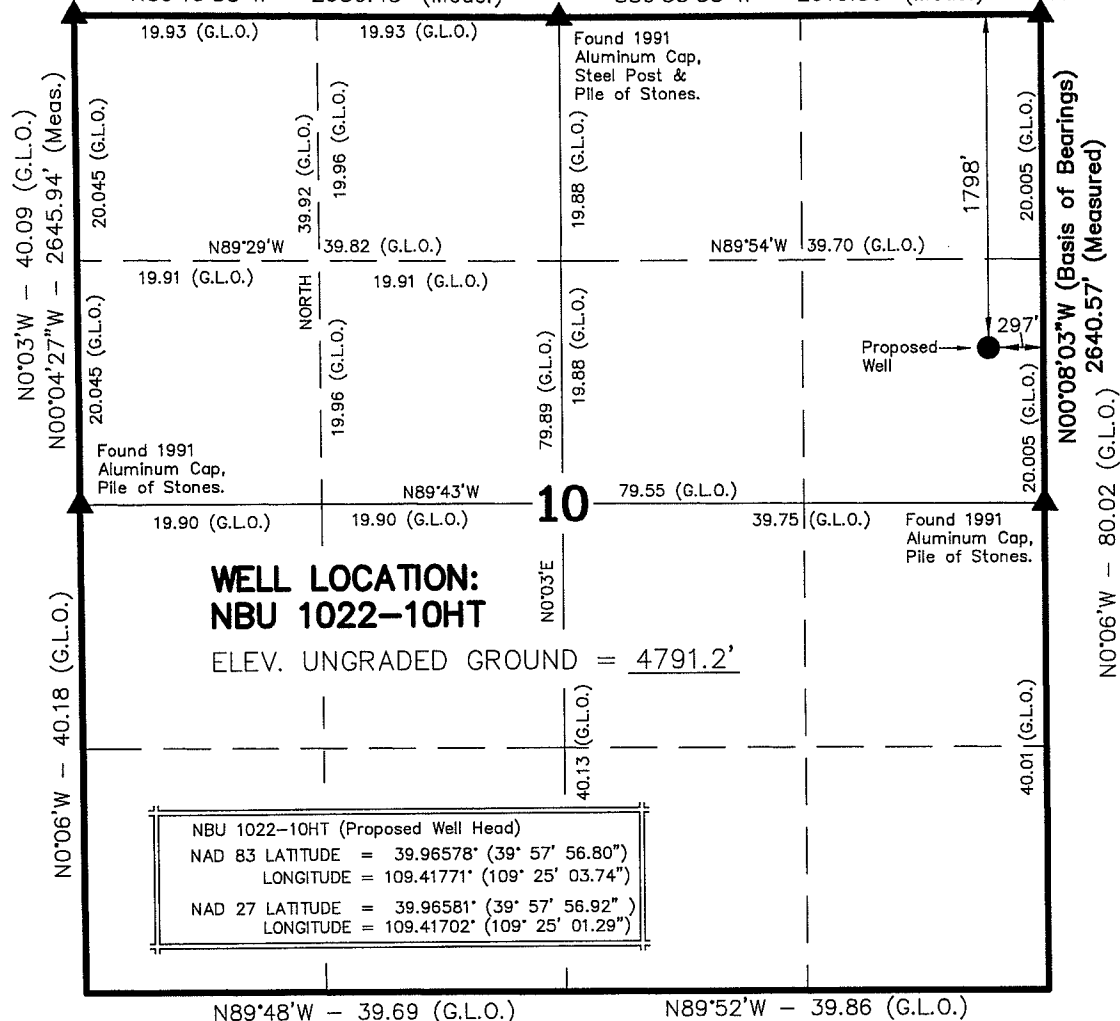 19.93 (G.L.O.)
19.93 (G.L.O.)
Found 1991
Aluminum Cap,
Steel Post &
Pile of Stones.
N0°03'W – 40.09 (G.L.O.)
N00°04'27"W – 2645.94' (Meas.)
20.045 (G.L.O.)
39.92 (G.L.O.)
19.96 (G.L.O.)
19.88 (G.L.O.)
1798'
20.005 (G.L.O.)
N00°08'03"W (Basis of Bearings)
2640.57' (Measured)
N89°29'W 39.82 (G.L.O.)
N89°54'W 39.70 (G.L.O.)
19.91 (G.L.O.)
19.91 (G.L.O.)
NORTH
20.045 (G.L.O.)
19.96 (G.L.O.)
79.89 (G.L.O.)
19.88 (G.L.O.)
297'
Proposed
Well
20.005 (G.L.O.)
Found 1991
Aluminum Cap,
Pile of Stones.
N89°43'W
10
79.55 (G.L.O.)
19.90 (G.L.O.)
19.90 (G.L.O.)
39.75 (G.L.O.)
Found 1991
Aluminum Cap,
Pile of Stones.
N0°06'W – 80.02 (G.L.O.)
WELL LOCATION:
NBU 1022–10HT
N0°03'E
ELEV. UNGRADED GROUND = 4791.2'
N0°06'W – 40.18 (G.L.O.)
40.13 (G.L.O.)
40.01 (G.L.O.)
NBU 1022–10HT (Proposed Well Head)
NAD 83 LATITUDE = 39.96578° (39° 57' 56.80")
LONGITUDE = 109.41771° (109° 25' 03.74")
NAD 27 LATITUDE = 39.96581° (39° 57' 56.92" )
LONGITUDE = 109.41702° (109° 25' 01.29")
N89°48'W – 39.69 (G.L.O.)
N89°52'W – 39.86 (G.L.O.)